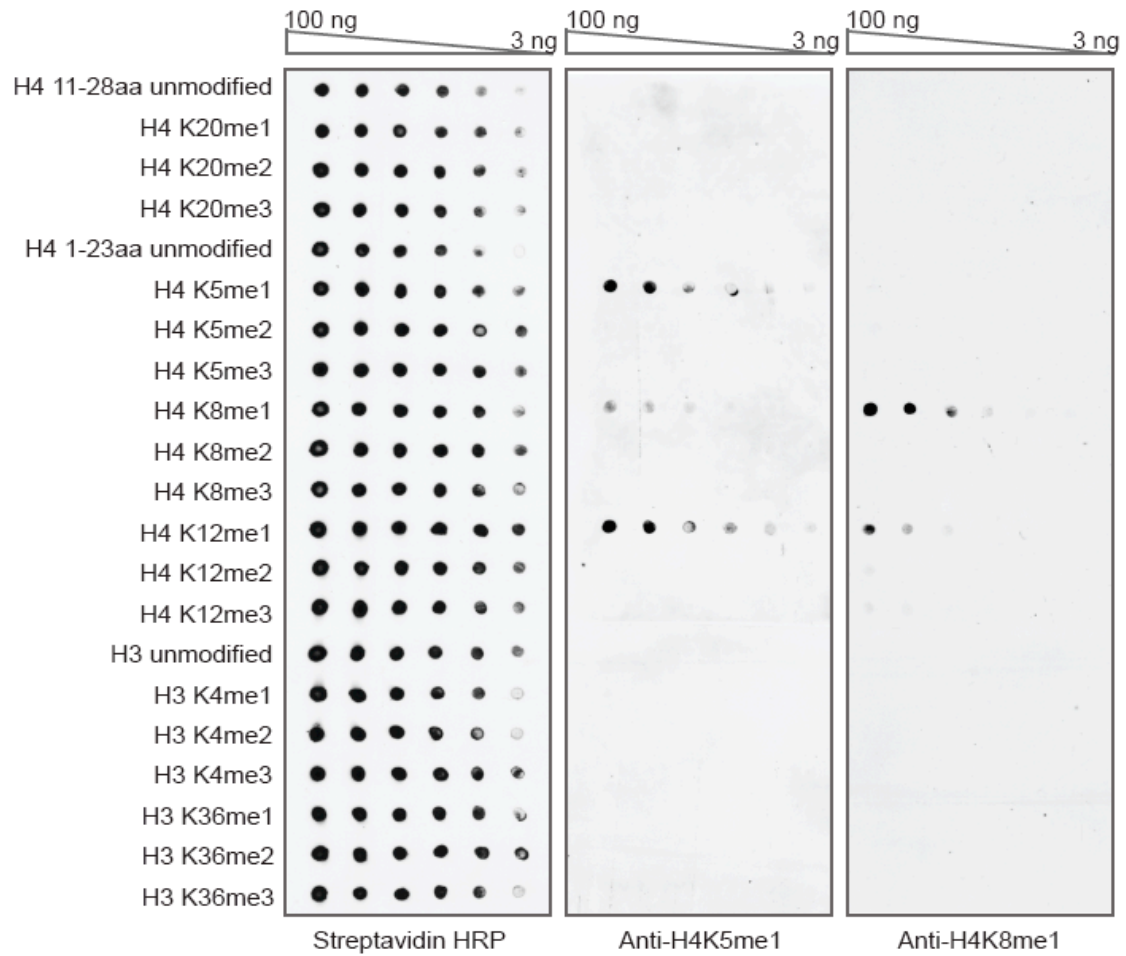 100 ng
3 ng
100 ng
3 ng
100 ng
3 ng
H4 11-28aa unmodified
H4 K20me1
H4 K20me2
H4 K20me3
H4 1-23aa unmodified
H4 K5me1
H4 K5me2
H4 K5me3
H4 K8me1
H4 K8me2
H4 K8me3
H4 K12me1
H4 K12me2
H4 K12me3
H3 unmodified
H3 K4me1
H3 K4me2
H3 K4me3
H3 K36me1
H3 K36me2
H3 K36me3
Streptavidin HRP
Anti-H4K5me1
Anti-H4K8me1